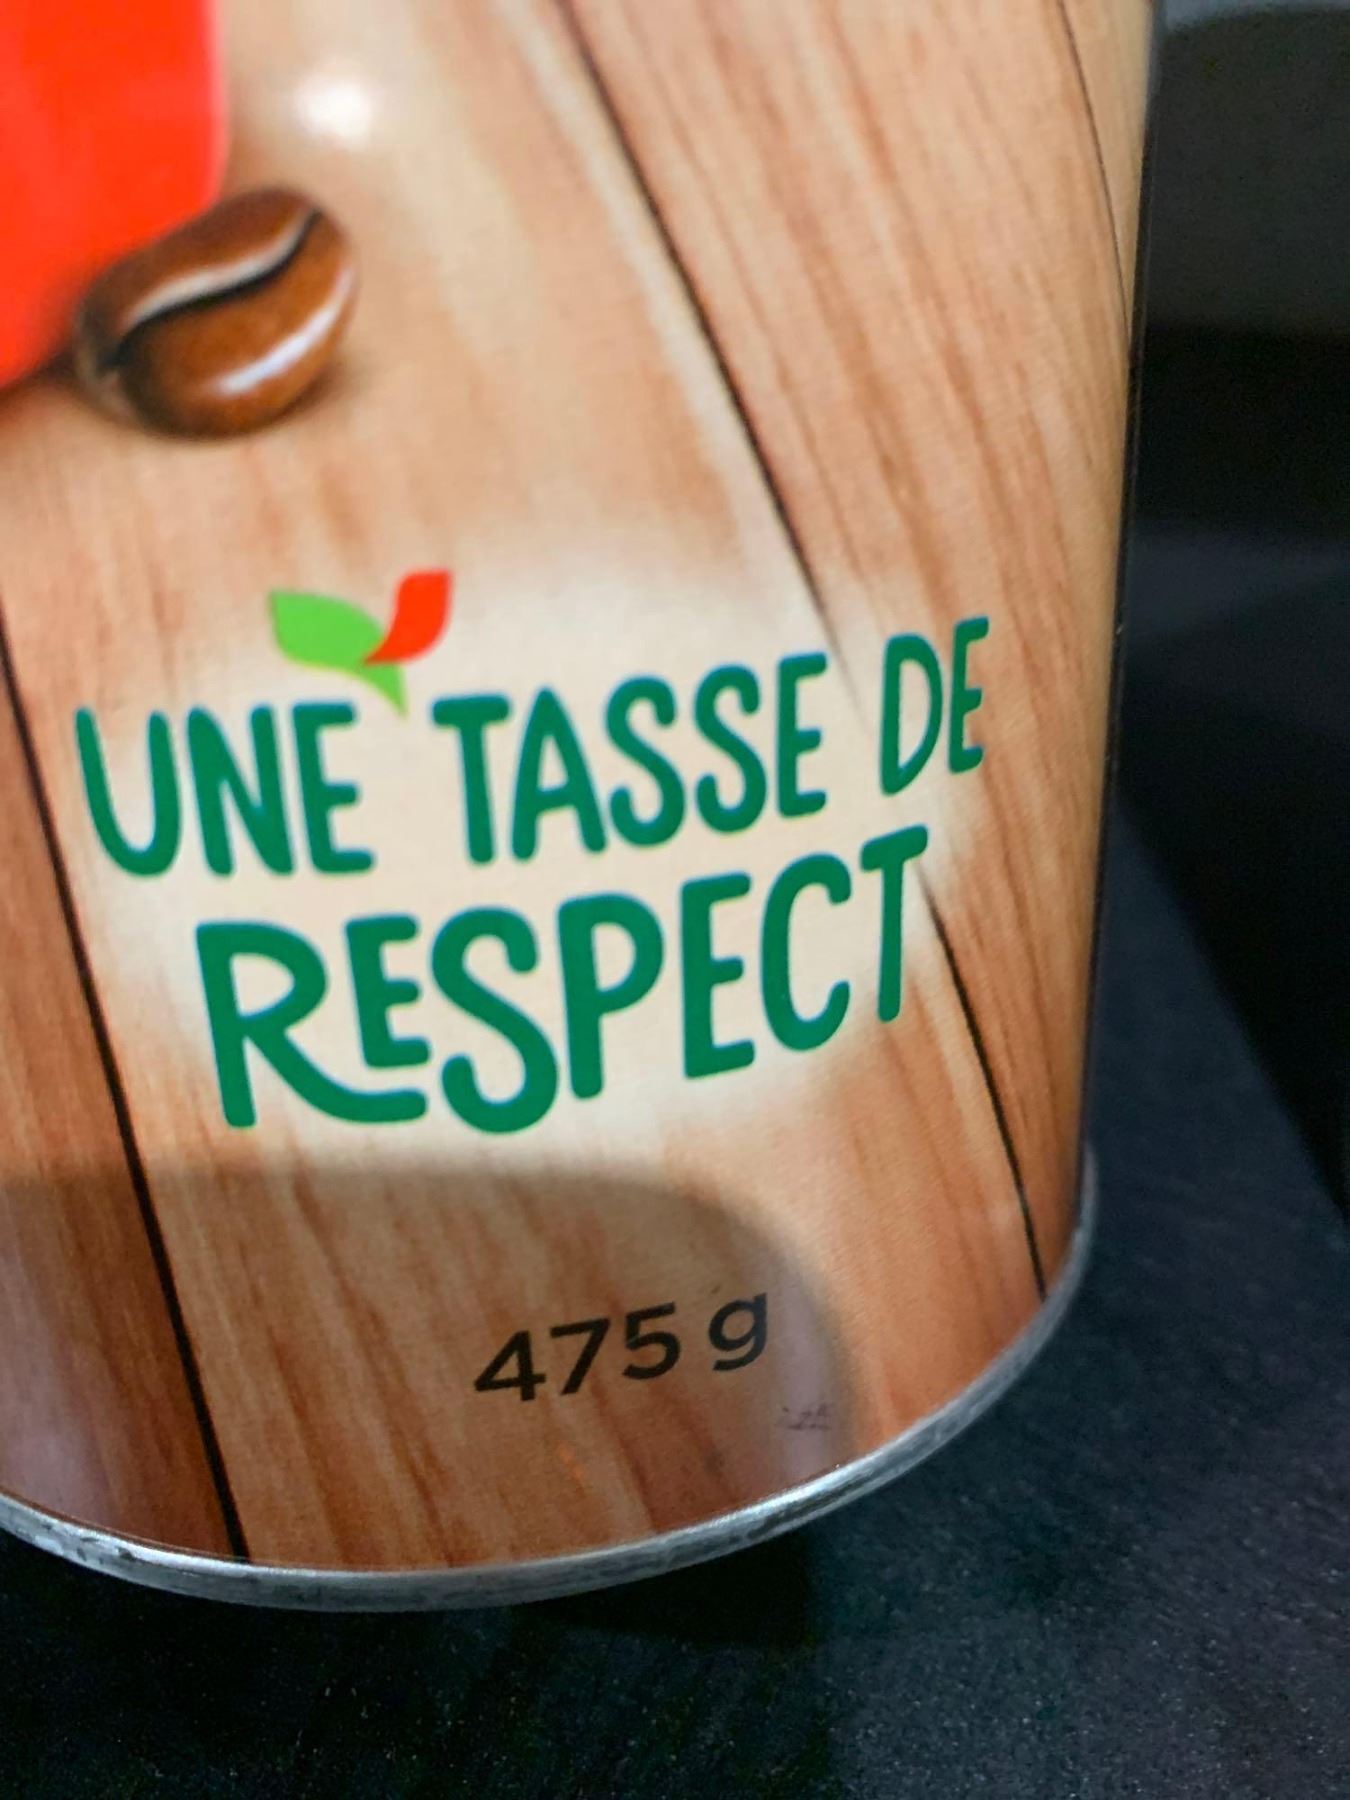 UNE TASSE DE
RESPECT
475 g